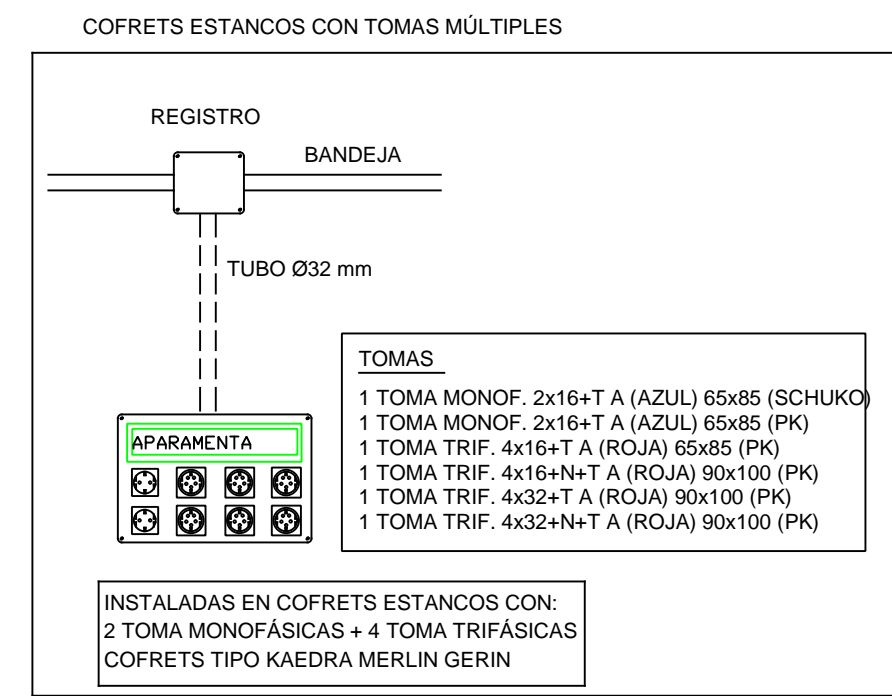 COFRETS ESTANCOS CON TOMAS MÚLTIPLES
REGISTRO
BANDEJA
TUBO Ø32 mm
APARAMENTA
TOMAS
1 TOMA MONOF. 2x16+T A (AZUL) 65x85 (SCHUKO)
1 TOMA MONOF. 2x16+T A (AZUL) 65x85 (PK)
1 TOMA TRIF. 4x16+T A (ROJA) 65x85 (PK)
1 TOMA TRIF. 4x16+N+T A (ROJA) 90x100 (PK)
1 TOMA TRIF. 4x32+T A (ROJA) 90x100 (PK)
1 TOMA TRIF. 4x32+N+T A (ROJA) 90x100 (PK)
INSTALADAS EN COFRETS ESTANCOS CON:
2 TOMA MONOFÁSICAS + 4 TOMA TRIFÁSICAS
COFRETS TIPO KAEDRA MERLIN GERIN